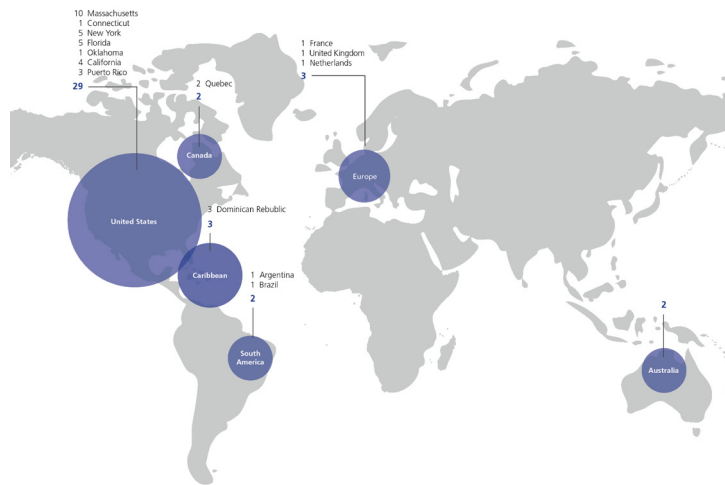 10 Massachusetts
1 Connecticut
5 New York
5 Florida
1 Oklahoma
4 California
3 Puerto Rico
29
2 Quebec
2
Canada
1 France
1 United Kingdom
1 Netherlands
3
Europe
United States
3 Dominican Rebublic
3
Caribbean
1 Argentina
1 Brazil
2
South
America
2
Australia